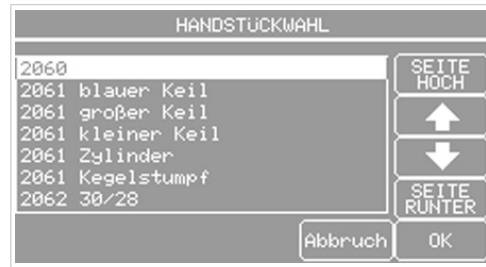 HANDSTÜCKWAHL
2060
2061 blauer Keil
2061 großer Keil
2061 kleiner Keil
2061 Zylinder
2061 Kegelstumpf
2062 30/28
SEITE
HOCH
SEITE
RUNTER
Abbruch
OK